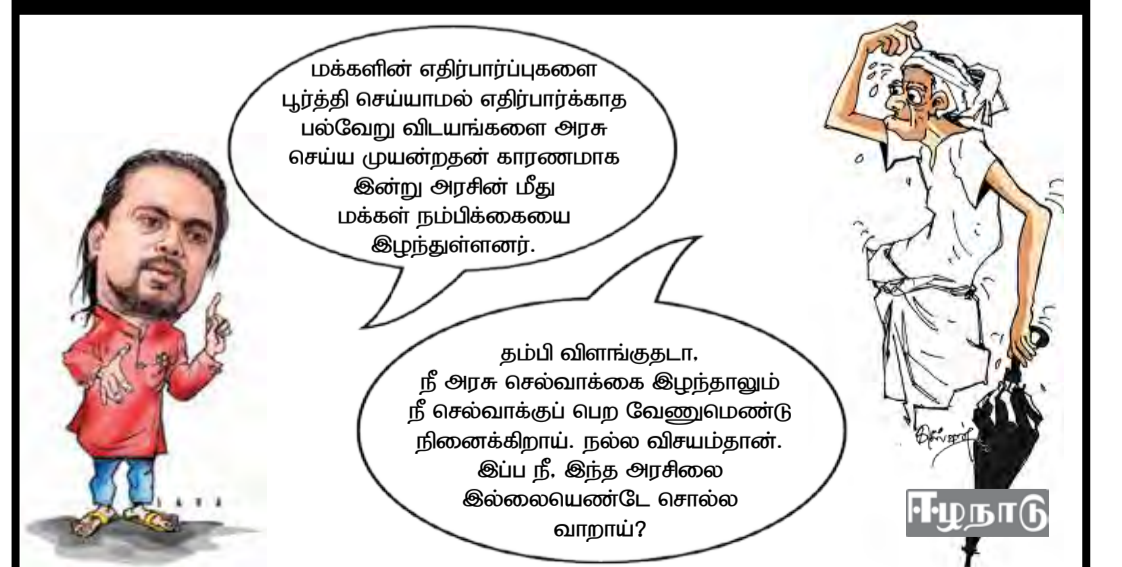 மக்களின் எதிர்பார்ப்புகளை
பூர்த்தி செய்யாமல் எதிர்பார்க்காத
பல்வேறு விடயங்களை அரசு
செய்ய முயன்றதன் காரணமாக
இன்று அரசின் மீது
மக்கள் நம்பிக்கையை
இழந்துள்ளனர்.
தம்பி விளங்குதடா.
நீ அரசு செல்வாக்கை இழந்தாலும்
நீ செல்வாக்குப் பெற வேணுமெண்டு
நினைக்கிறாய். நல்ல விசயம்தான்.
இப்ப நீ. இந்த அரசிலை
இல்லையெண்டே சொல்ல
வாறாய்?
ஈழநாடு